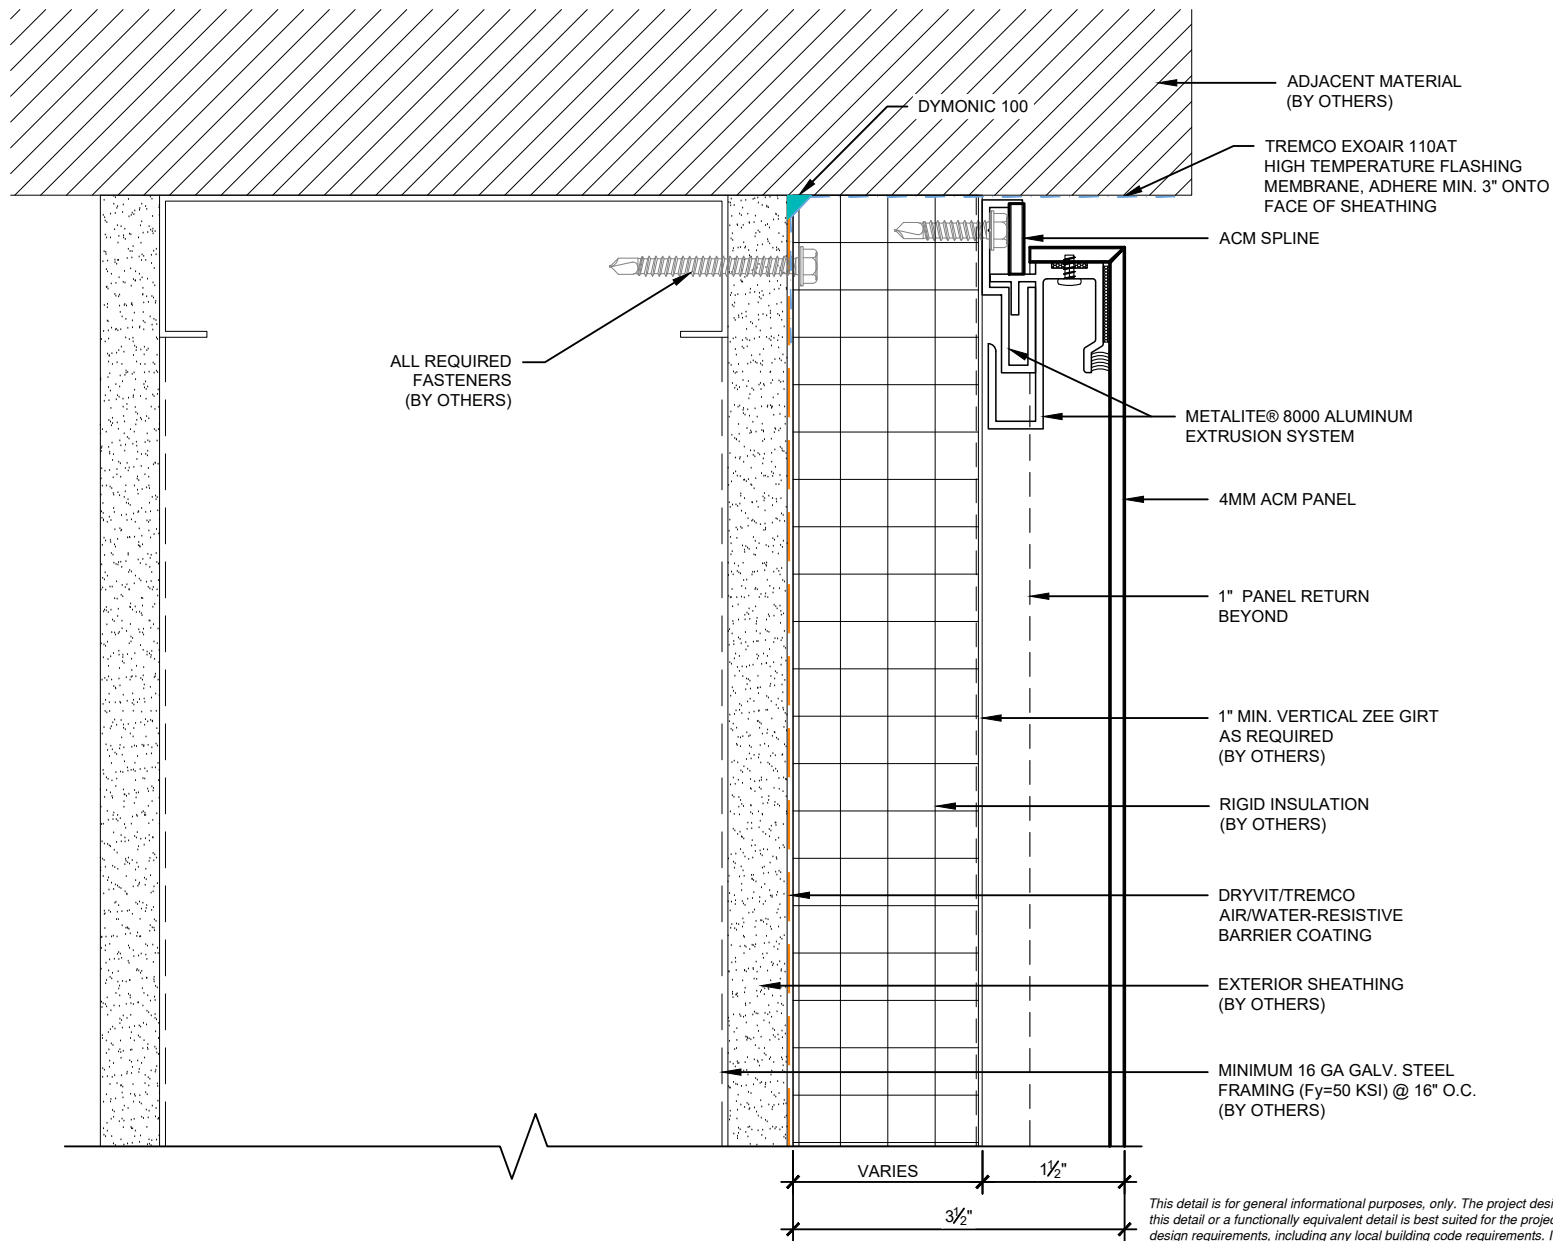 ADJACENT MATERIAL
(BY OTHERS)
DYMONIC 100
TREMCO EXOAIR 110AT
HIGH TEMPERATURE FLASHING
MEMBRANE, ADHERE MIN. 3" ONTO
FACE OF SHEATHING
ACM SPLINE
ALL REQUIRED
FASTENERS
(BY OTHERS)
METALITE® 8000 ALUMINUM
EXTRUSION SYSTEM
4MM ACM PANEL
1" PANEL RETURN
BEYOND
1" MIN. VERTICAL ZEE GIRT
AS REQUIRED
(BY OTHERS)
RIGID INSULATION
(BY OTHERS)
DRYVIT/TREMCO
AIR/WATER-RESISTIVE
BARRIER COATING
EXTERIOR SHEATHING
(BY OTHERS)
MINIMUM 16 GA GALV. STEEL
FRAMING (Fy=50 KSI) @ 16" O.C.
(BY OTHERS)
VARIES
1½"
3½"
This detail is for general informational purposes, only. The project
this detail or a functionally equivalent detail is best suited for the
design requirements, including any local building code requirements.